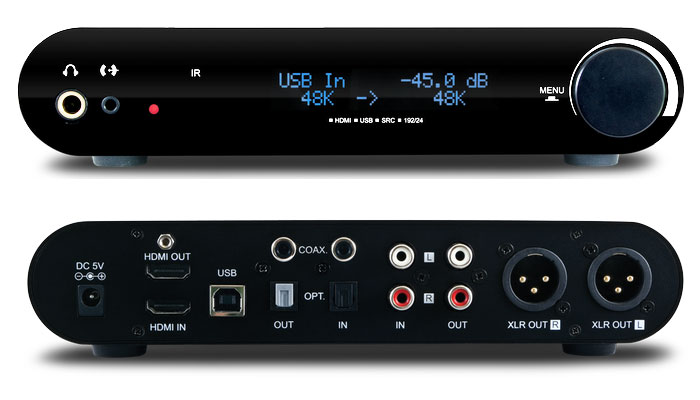 IR
USB In -45.0 dB
48K -> 48K
MENU
■ HDMI ■ USB ■ SRC ■ 192/24
DC 5V
HDMI OUT
HDMI IN
USB
COAX.
OPT.
OUT
IN
L
R
IN
OUT
XLR OUT R
XLR OUT L